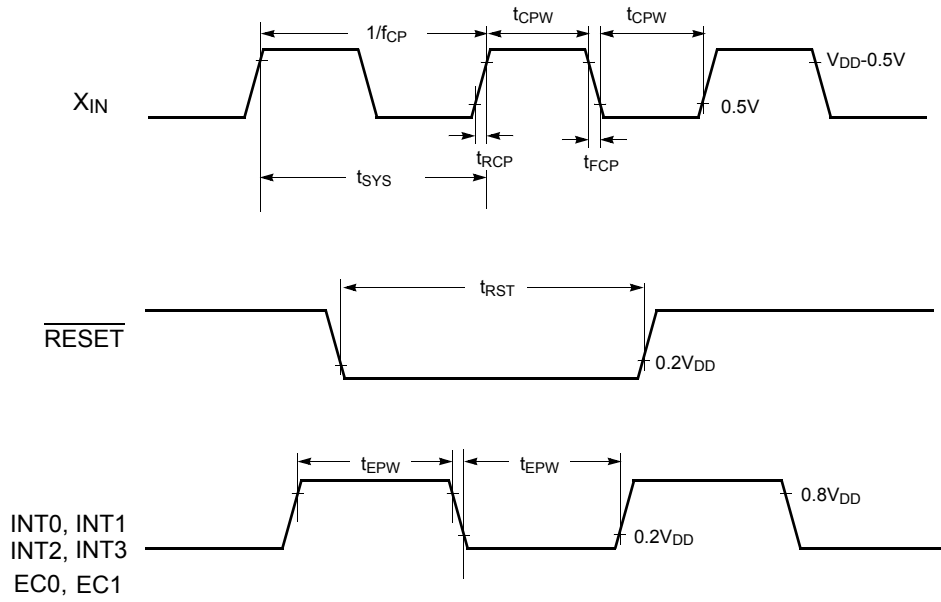 1/fCP
tCPW
tCPW
VDD-0.5V
XIN
0.5V
tRCP
tFCP
tSYS
tRST
RESET
0.2VDD
tEPW
tEPW
0.8VDD
INT0, INT1
0.2VDD
INT2, INT3
EC0, EC1